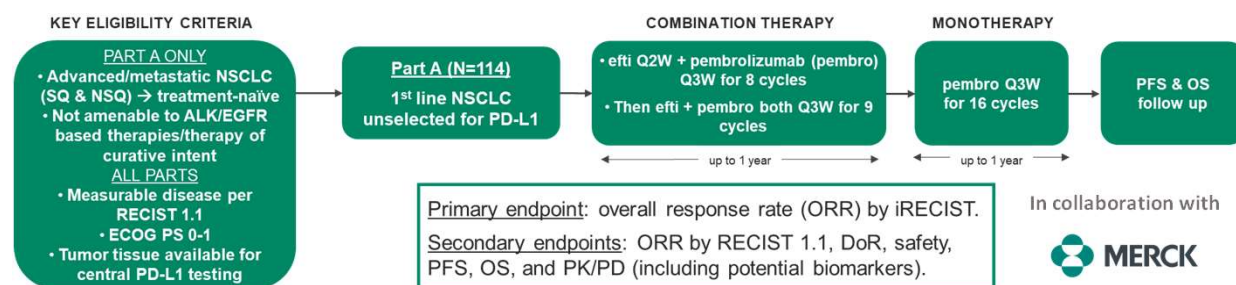 KEY ELIGIBILITY CRITERIA
PART A ONLY
• Advanced/metastatic NSCLC
(SQ & NSQ) → treatment-naïve
• Not amenable to ALK/EGFR
based therapies/therapy of
curative intent
ALL PARTS
• Measurable disease per
RECIST 1.1
• ECOG PS 0-1
• Tumor tissue available for
central PD-L1 testing
Part A (N=114)
1st line NSCLC
unselected for PD-L1
COMBINATION THERAPY
• efti Q2W + pembrolizumab (pembro)
Q3W for 8 cycles
• Then efti + pembro both Q3W for 9
cycles
up to 1 year
MONOTHERAPY
pembro Q3W
for 16 cycles
up to 1 year
PFS & OS
follow up
Primary endpoint: overall response rate (ORR) by iRECIST.
Secondary endpoints: ORR by RECIST 1.1, DoR, safety,
PFS, OS, and PK/PD (including potential biomarkers).
In collaboration with
MERCK